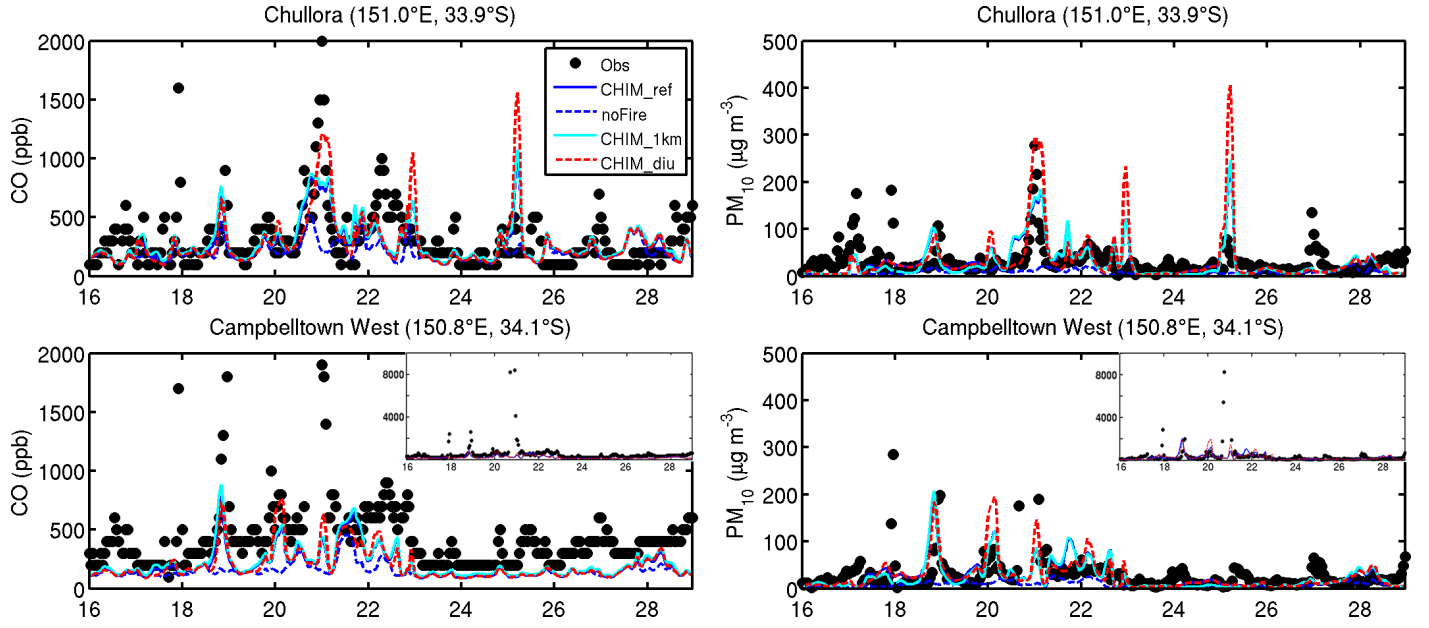 Chullora (151.0°E, 33.9°S)
CO (ppb)
2000
1500
1000
500
0
16 18 20 22 24 26 28
Obs
CHIM_ref
noFire
CHIM_1km
CHIM_diu
Chullora (151.0°E, 33.9°S)
PM10 (μg m-3)
500
400
300
200
100
0
16 18 20 22 24 26 28
Campbelltown West (150.8°E, 34.1°S)
CO (ppb)
2000
1500
1000
500
0
16 18 20 22 24 26 28
8000
4000
16 18 20 22 24 26 28
Campbelltown West (150.8°E, 34.1°S)
PM10 (μg m-3)
500
400
300
200
100
0
16 18 20 22 24 26 28
8000
4000
16 18 20 22 24 26 28